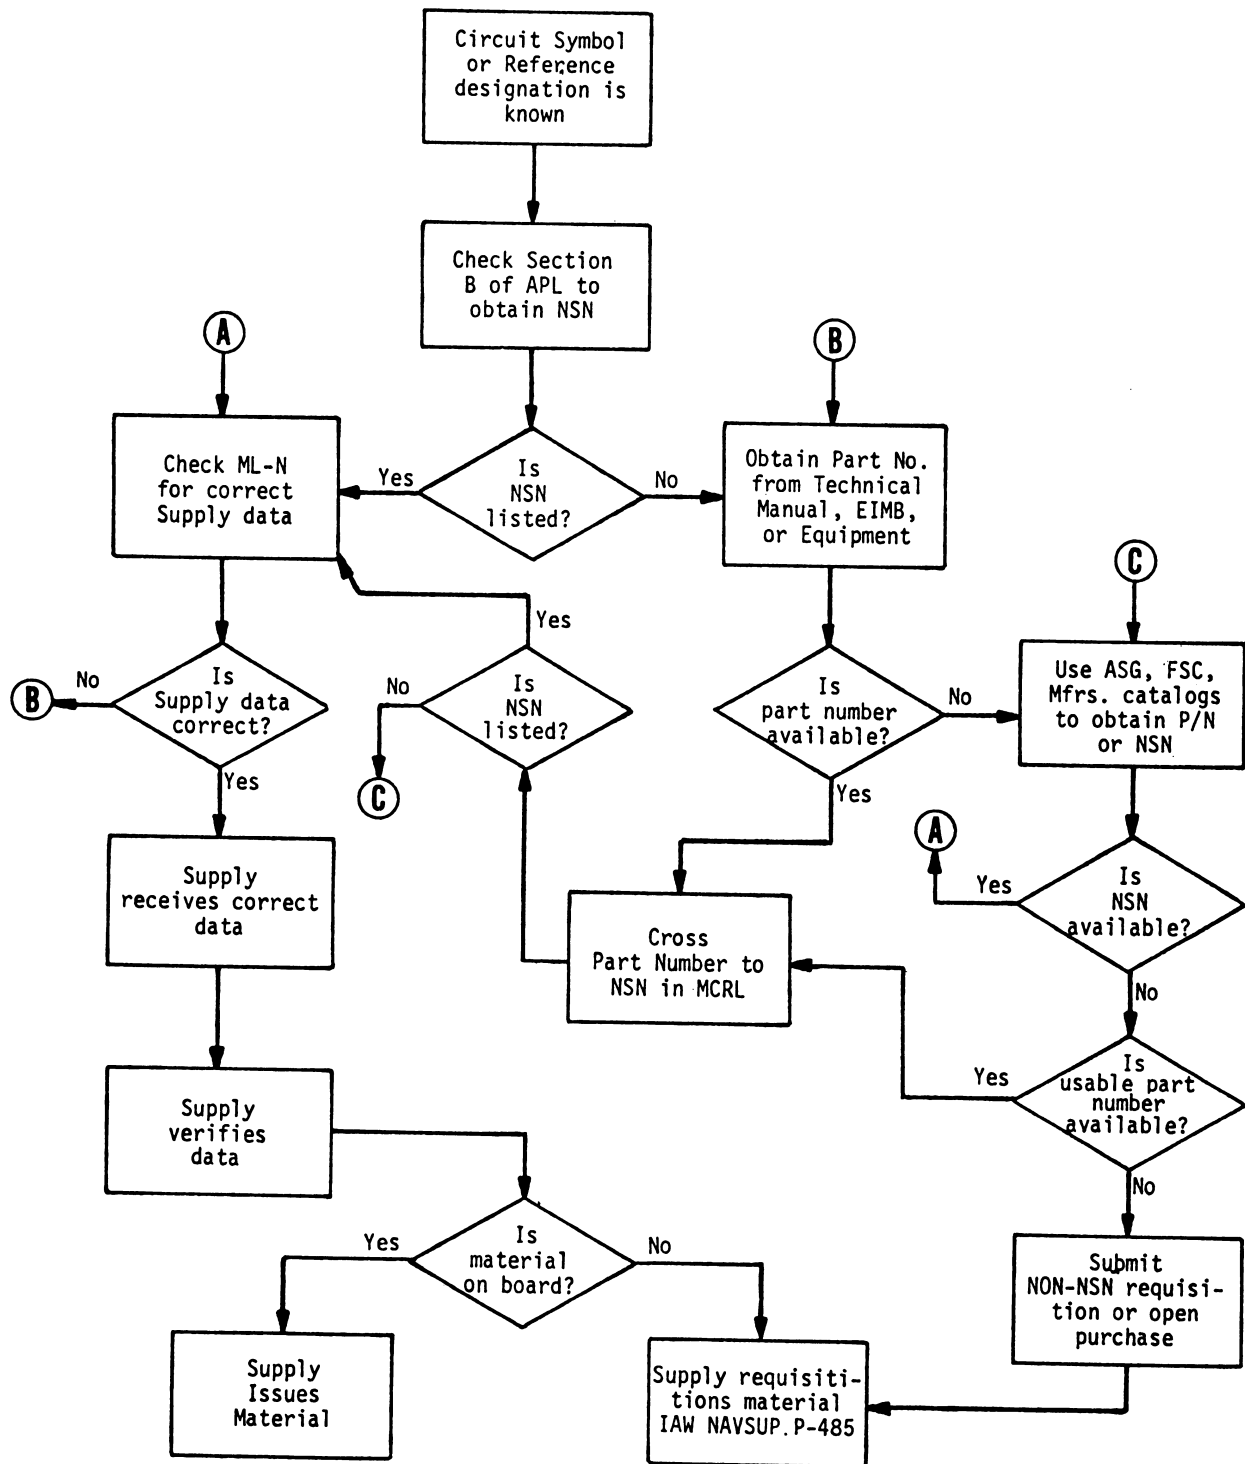 Circuit Symbol
or Reference
designation is
known
Check Section
B of APL to
obtain NSN
A
B
Check ML-N
for correct
Supply data
Yes
Is
NSN
listed?
No
Obtain Part No.
from Technical
Manual, EIMB,
or Equipment
C
Yes
No
B
Is
Supply data
correct?
No
Is
NSN
listed?
Is
part number
available?
No
Use ASG, FSC,
Mfrs. catalogs
to obtain P/N
or NSN
Yes
C
Yes
A
Supply
receives correct
data
Yes
Is
NSN
available?
Cross
Part Number to
NSN in MCRL
No
Supply
verifies
data
Yes
Is
usable part
number
available?
No
Yes
Is
material
on board?
No
Submit
NON-NSN requisi-
tion or open
purchase
Supply
Issues
Material
Supply requisiti-
tions material
IAW NAVSUP.P-485